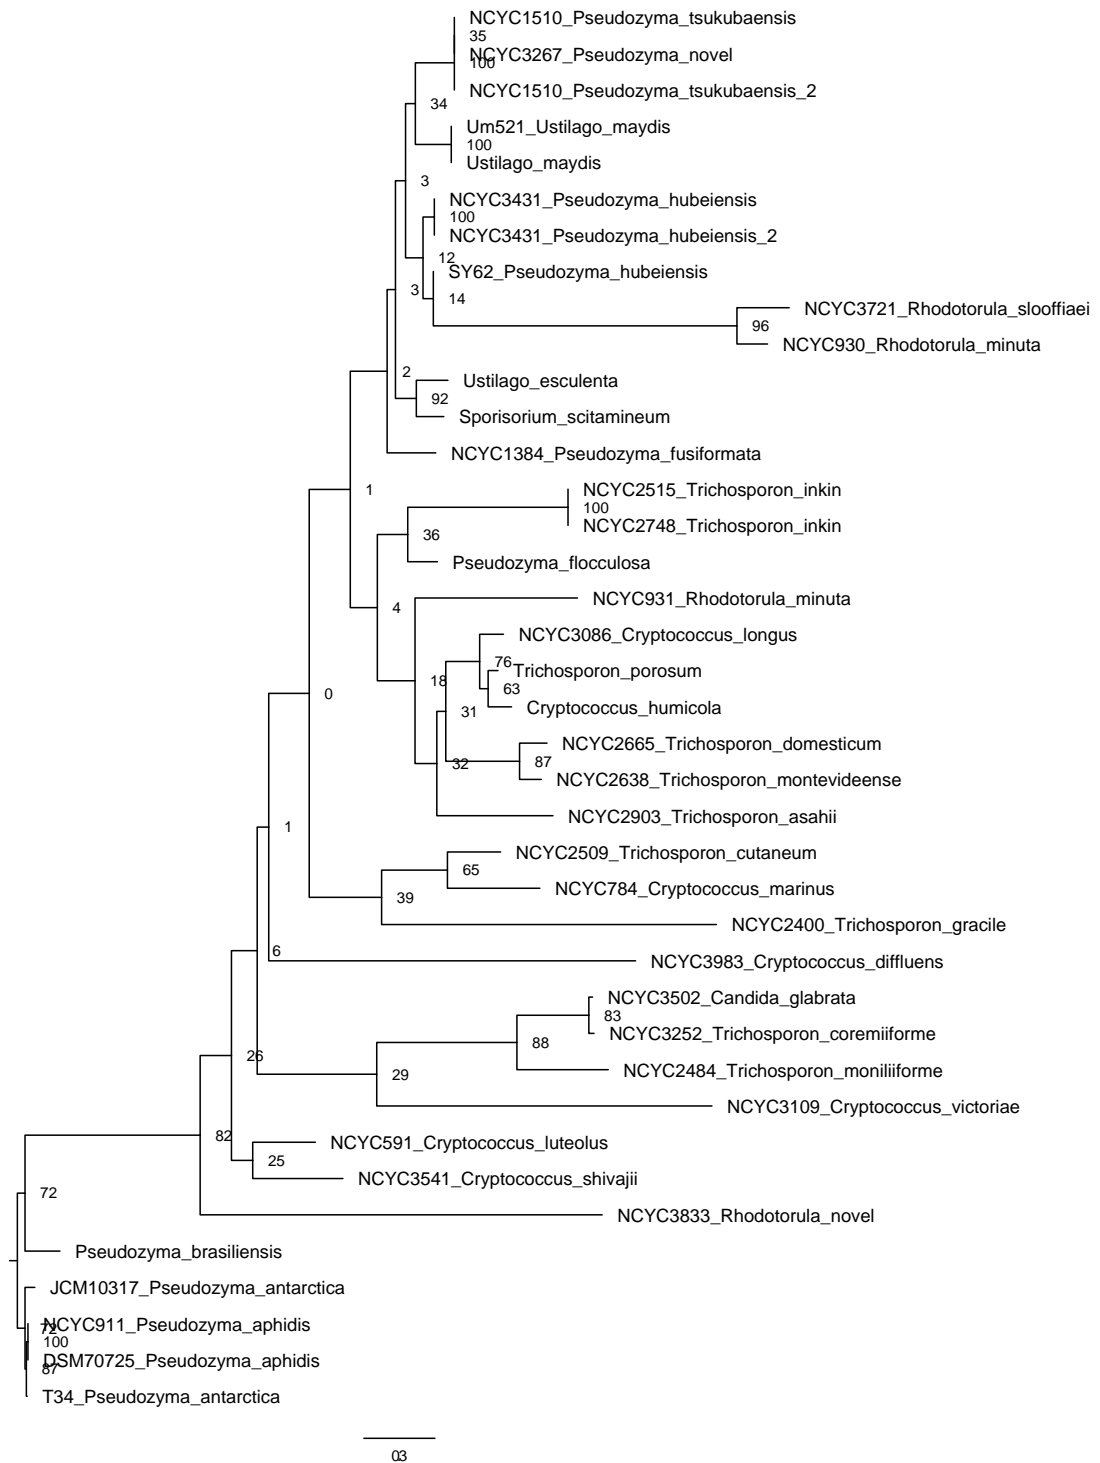 NCYC1510_Pseudozyma_tsukubaensis
35
NCYC3267_Pseudozyma_novel
100
NCYC1510_Pseudozyma_tsukubaensis_2
34
Um521_Ustilago_maydis
100
Ustilago_maydis
3
NCYC3431_Pseudozyma_hubeiensis
100
NCYC3431_Pseudozyma_hubeiensis_2
12
SY62_Pseudozyma_hubeiensis
3
14
NCYC3721_Rhodotorula_slooffiaei
96
NCYC930_Rhodotorula_minuta
2
Ustilago_esculenta
92
Sporisorium_scitamineum
NCYC1384_Pseudozyma_fusiformata
1
NCYC2515_Trichosporon_inkin
100
NCYC2748_Trichosporon_inkin
36
Pseudozyma_flocculosa
NCYC931_Rhodotorula_minuta
4
NCYC3086_Cryptococcus_longus
76
Trichosporon_porosum
18
63
0
Cryptococcus_humicola
31
NCYC2665_Trichosporon_domesticum
32
87
NCYC2638_Trichosporon_montevideense
NCYC2903_Trichosporon_asahii
1
NCYC2509_Trichosporon_cutaneum
65
NCYC784_Cryptococcus_marinus
39
NCYC2400_Trichosporon_gracile
6
NCYC3983_Cryptococcus_diffluens
NCYC3502_Candida_glabrata
83
NCYC3252_Trichosporon_coremiiforme
88
26
NCYC2484_Trichosporon_moniliiforme
29
NCYC3109_Cryptococcus_victoriae
82
NCYC591_Cryptococcus_luteolus
25
NCYC3541_Cryptococcus_shivajii
72
NCYC3833_Rhodotorula_novel
Pseudozyma_brasiliensis
JCM10317_Pseudozyma_antarctica
NCYC911_Pseudozyma_aphidis
72
100
DSM70725_Pseudozyma_aphidis
87
T34_Pseudozyma_antarctica
03